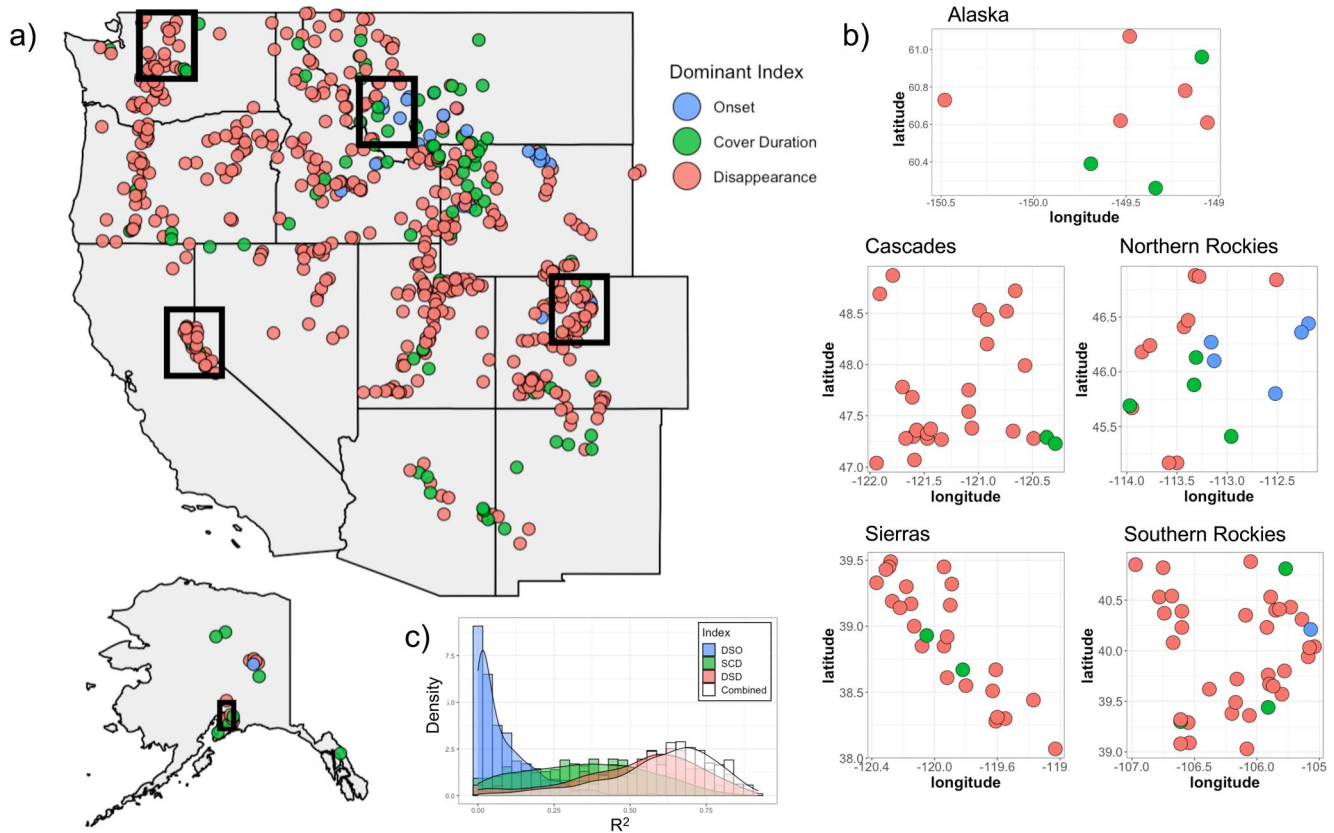 a)
Dominant Index
Onset
Cover Duration
Disappearance
b)
Alaska
61.0
60.8
60.6
60.4
latitude
-150.5 -150.0 -149.5 -149
longitude
Cascades
48.5
48.0
47.5
47.0
latitude
-122.0 -121.5 -121.0 -120.5
longitude
Northern Rockies
46.5
46.0
45.5
latitude
-114.0 -113.5 -113.0 -112.5
longitude
Sierras
39.5
39.0
38.5
38.0
latitude
-120.4 -120.0 -119.6 -119
longitude
Southern Rockies
40.5
40.0
39.5
39.0
latitude
-107.0 -106.5 -106.0 -105
longitude
c)
Index
DSO
SCD
DSD
Combined
7.5
5.0
2.5
0.0
Density
0.00 0.25 0.50 0.75
R²